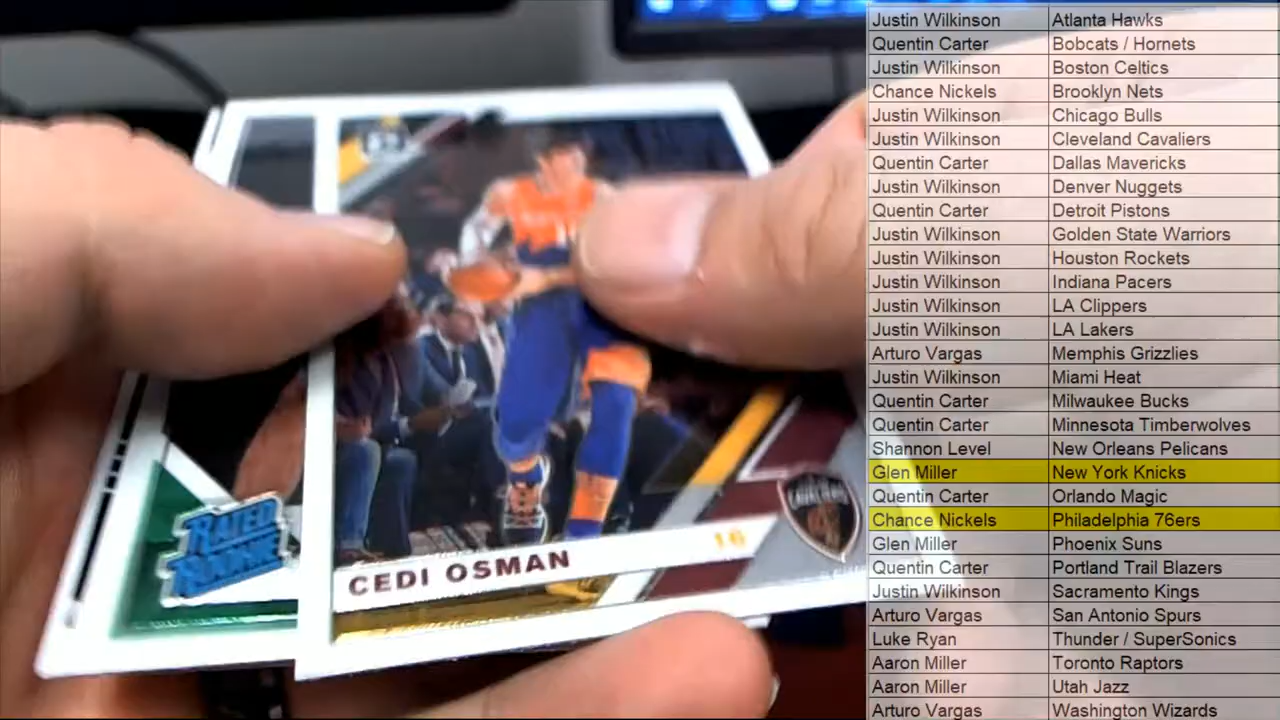 Justin Wilkinson Atlanta Hawks
Quentin Carter Bobcats / Hornets
Justin Wilkinson Boston Celtics
Chance Nickels Brooklyn Nets
Justin Wilkinson Chicago Bulls
Justin Wilkinson Cleveland Cavaliers
Quentin Carter Dallas Mavericks
Justin Wilkinson Denver Nuggets
Quentin Carter Detroit Pistons
Justin Wilkinson Golden State Warriors
Justin Wilkinson Houston Rockets
Justin Wilkinson Indiana Pacers
Justin Wilkinson LA Clippers
Justin Wilkinson LA Lakers
Arturo Vargas Memphis Grizzlies
Justin Wilkinson Miami Heat
Quentin Carter Milwaukee Bucks
Quentin Carter Minnesota Timberwolves
Shannon Level New Orleans Pelicans
Glen Miller New York Knicks
Quentin Carter Orlando Magic
Chance Nickels Philadelphia 76ers
Glen Miller Phoenix Suns
Quentin Carter Portland Trail Blazers
Justin Wilkinson Sacramento Kings
Arturo Vargas San Antonio Spurs
Luke Ryan Thunder / SuperSonics
Aaron Miller Toronto Raptors
Aaron Miller Utah Jazz
Arturo Vargas Washington Wizards
CAVALIERS
16
CEDI OSMAN
RATED
ROOKIE